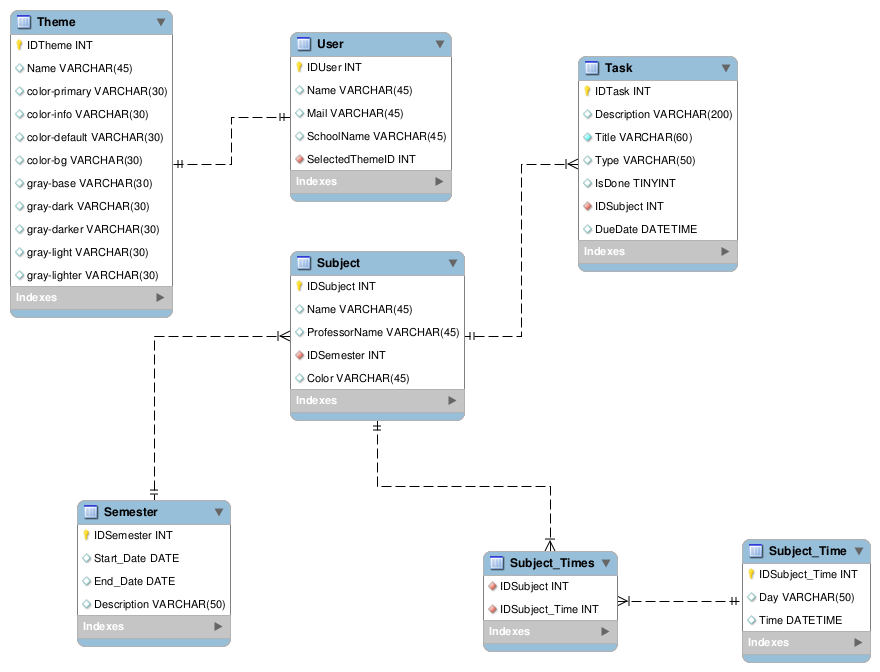 Theme
IDTheme INT
Name VARCHAR(45)
color-primary VARCHAR(30)
color-info VARCHAR(30)
color-default VARCHAR(30)
color-bg VARCHAR(30)
gray-base VARCHAR(30)
gray-dark VARCHAR(30)
gray-darker VARCHAR(30)
gray-light VARCHAR(30)
gray-lighter VARCHAR(30)
Indexes
User
IDUser INT
Name VARCHAR(45)
Mail VARCHAR(45)
SchoolName VARCHAR(45)
SelectedThemeID INT
Indexes
Task
IDTask INT
Description VARCHAR(200)
Title VARCHAR(60)
Type VARCHAR(50)
IsDone TINYINT
IDSubject INT
DueDate DATETIME
Indexes
Subject
IDSubject INT
Name VARCHAR(45)
ProfessorName VARCHAR(45)
IDSemester INT
Color VARCHAR(45)
Indexes
Semester
IDSemester INT
Start_Date DATE
End_Date DATE
Description VARCHAR(50)
Indexes
Subject_Times
IDSubject INT
IDSubject_Time INT
Indexes
Subject_Time
IDSubject_Time INT
Day VARCHAR(50)
Time DATETIME
Indexes